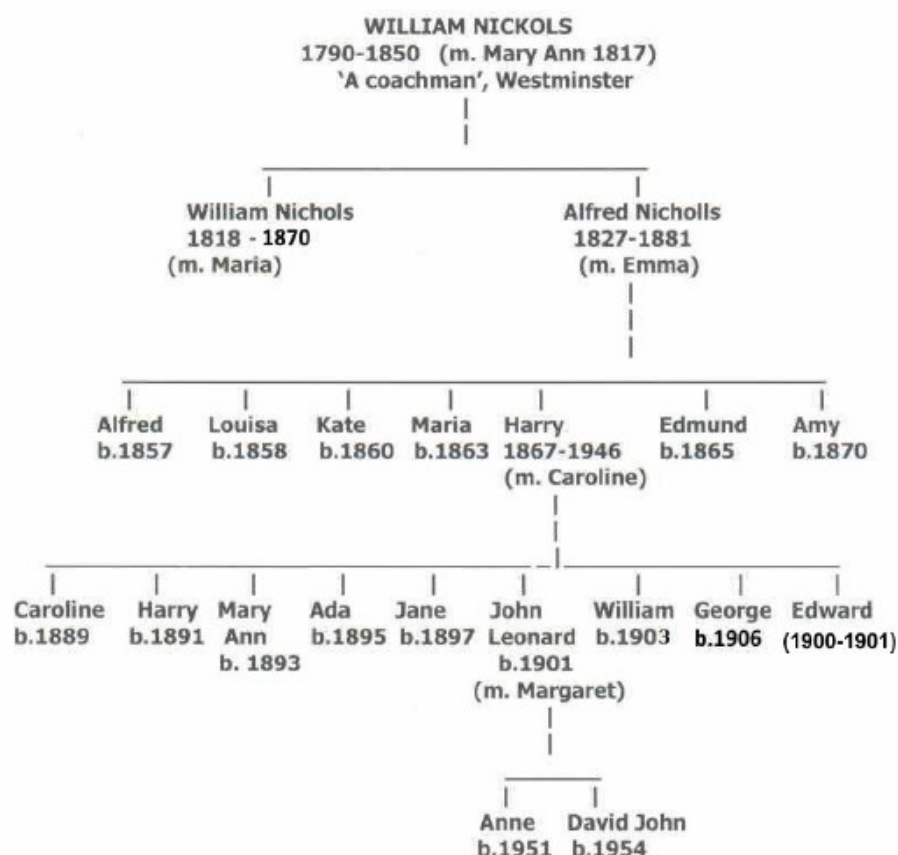 WILLIAM NICKOLS
1790-1850 (m. Mary Ann 1817)
‘A coachman’, Westminster
William Nichols Alfred Nicholls
1818 - 1870 1827-1881
(m. Maria) (m. Emma)
Alfred Louisa Kate Maria Harry Edmund Amy
b.1857 b.1858 b.1860 b.1863 1867-1946 b.1865 b.1870
(m. Caroline)
Caroline Harry Mary Ada Jane John William George Edward
b.1889 b.1891 Ann b.1895 b.1897 Leonard b.1903 b.1906 (1900-1901)
b. 1893 b.1901
(m. Margaret)
Anne David John
b.1951 b.1954